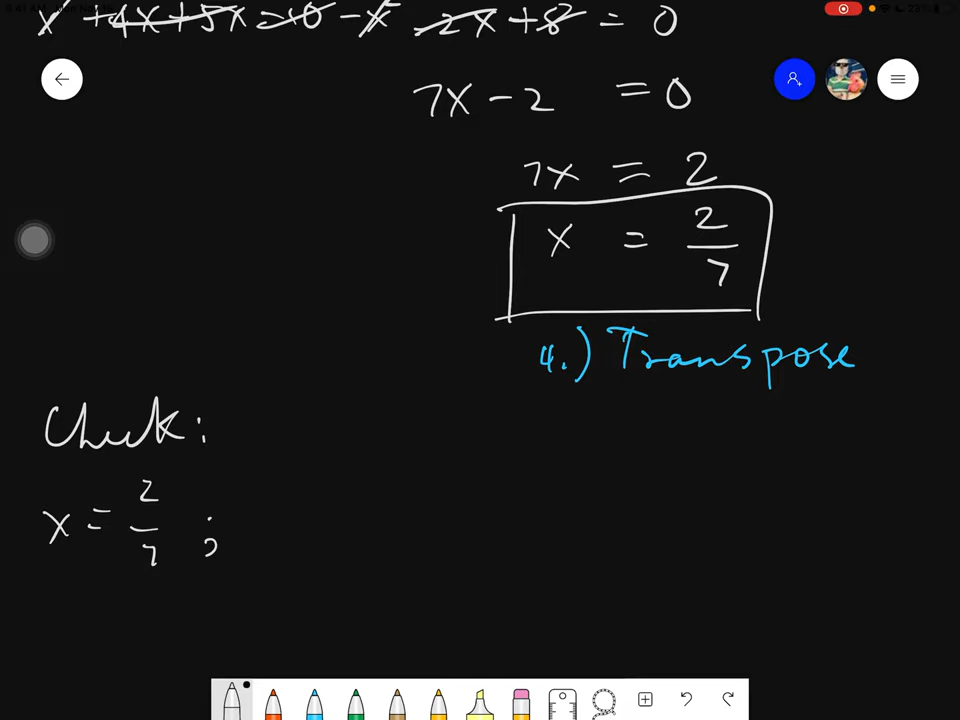 7x - 2 = 0
7x = 2
x = 2/7
4.) Transpose
Check:
x = 2/7 ;